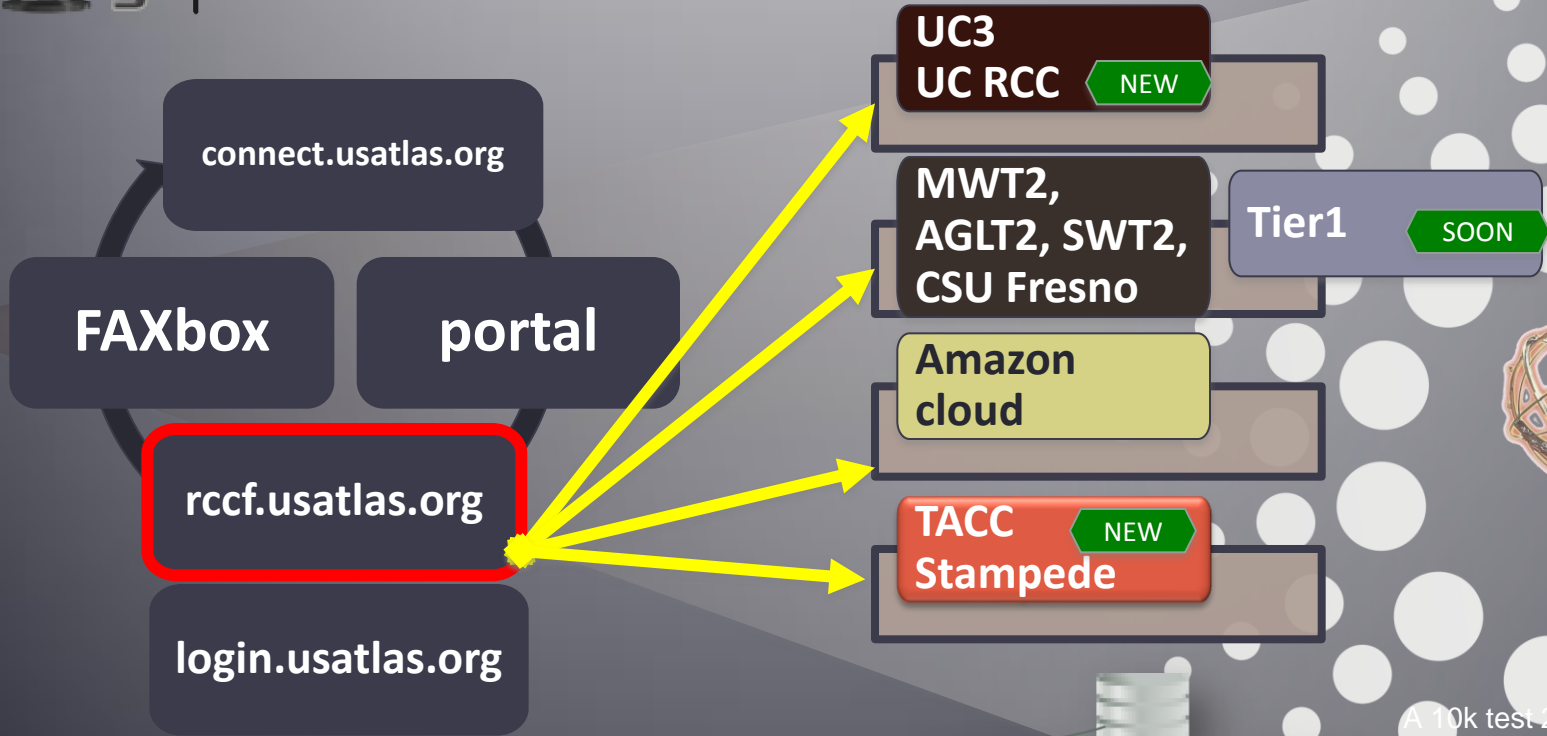 connect.usatlas.org
FAXbox
portal
rccf.usatlas.org
login.usatlas.org
UC3
UC RCC
NEW
MWT2,
AGLT2, SWT2,
CSU Fresno
Tier1
SOON
Amazon
cloud
TACC
NEW
Stampede
A 10k test